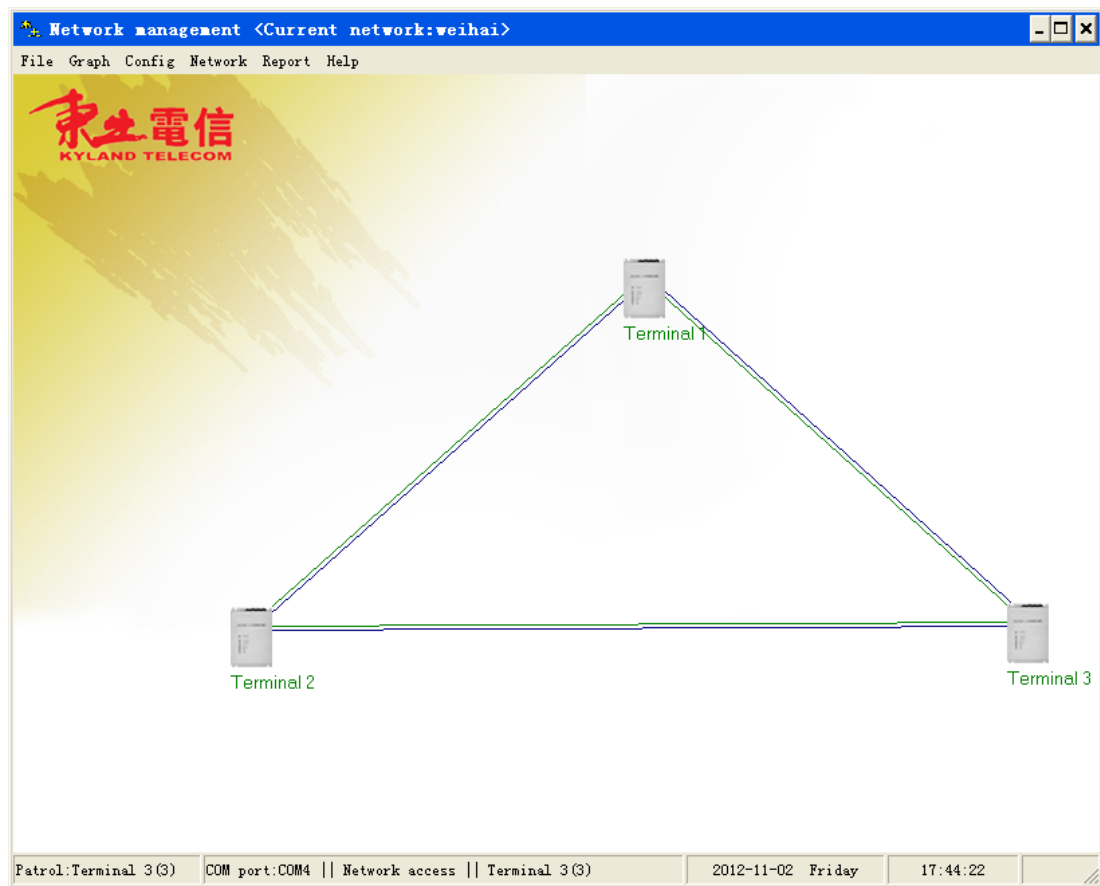 Network management <Current network:weihai>
File Graph Config Network Report Help
東土電信
KYLAND TELECOM
Terminal 1
Terminal 2
Terminal 3
Patrol:Terminal 3(3) COM port:COM4 || Network access || Terminal 3(3) 2012-11-02 Friday 17:44:22